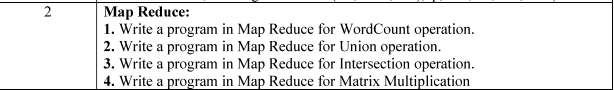 2 Map Reduce:
1. Write a program in Map Reduce for WordCount operation.
2. Write a program in Map Reduce for Union operation.
3. Write a program in Map Reduce for Intersection operation.
4. Write a program in Map Reduce for Matrix Multiplication